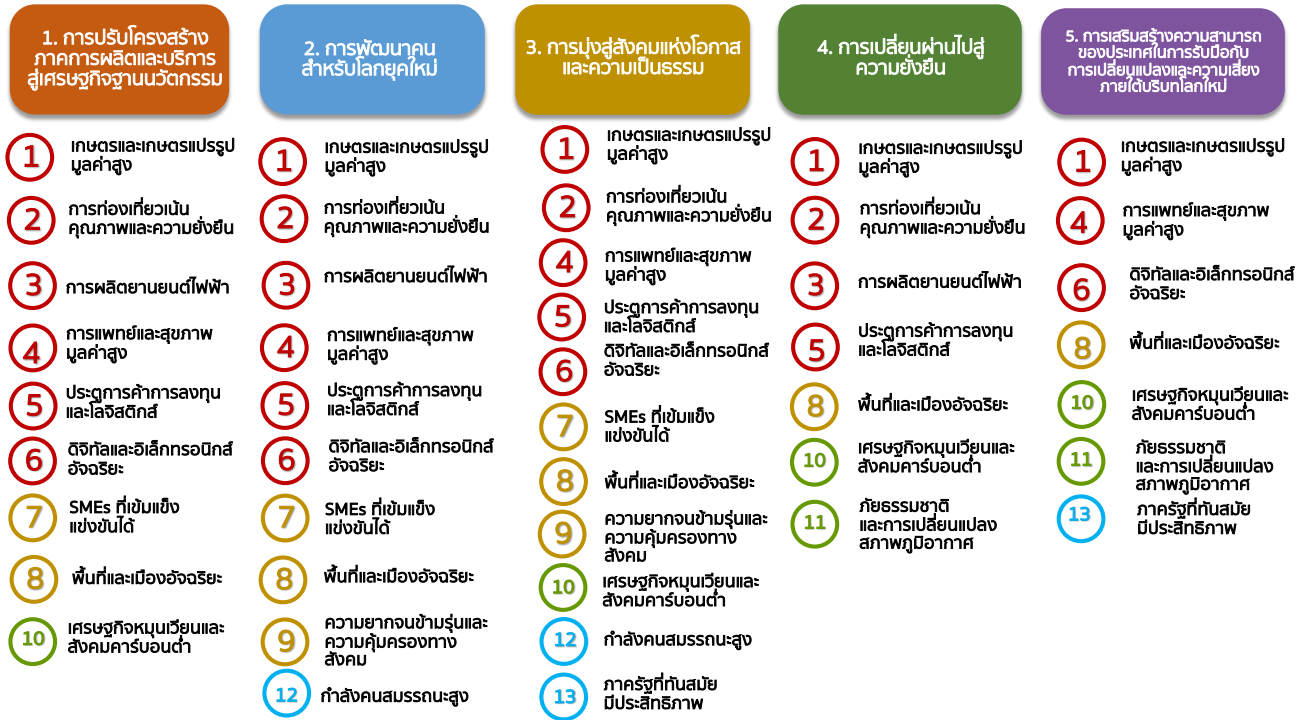 1. การปรับโครงสร้าง
ภาคการผลิตและบริการ
สู่เศรษฐกิจฐานนวัตกรรม
1
เกษตรและเกษตรแปรรูป
มูลค่าสูง
2
การท่องเที่ยวเน้น
คุณภาพและความยั่งยืน
3
การผลิตยานยนต์ไฟฟ้า
4
การแพทย์และสุขภาพ
มูลค่าสูง
5
ประตูการค้าการลงทุน
และโลจิสติกส์
6
ดิจิทัลและอิเล็กทรอนิกส์
อัจฉริยะ
7
SMEs ที่เข้มแข็ง
แข่งขันได้
8
พื้นที่และเมืองอัจฉริยะ
10
เศรษฐกิจหมุนเวียนและ
สังคมคาร์บอนต่ำ
2. การพัฒนาคน
สำหรับโลกยุคใหม่
1
เกษตรและเกษตรแปรรูป
มูลค่าสูง
2
การท่องเที่ยวเน้น
คุณภาพและความยั่งยืน
3
การผลิตยานยนต์ไฟฟ้า
4
การแพทย์และสุขภาพ
มูลค่าสูง
5
ประตูการค้าการลงทุน
และโลจิสติกส์
6
ดิจิทัลและอิเล็กทรอนิกส์
อัจฉริยะ
7
SMEs ที่เข้มแข็ง
แข่งขันได้
8
พื้นที่และเมืองอัจฉริยะ
9
ความยากจนข้ามรุ่นและ
ความคุ้มครองทาง
สังคม
12
กำลังคนสมรรถนะสูง
3. การมุ่งสู่สังคมแห่งโอกาส
และความเป็นธรรม
1
เกษตรและเกษตรแปรรูป
มูลค่าสูง
2
การท่องเที่ยวเน้น
คุณภาพและความยั่งยืน
4
การแพทย์และสุขภาพ
มูลค่าสูง
5
ประตูการค้าการลงทุน
และโลจิสติกส์
6
ดิจิทัลและอิเล็กทรอนิกส์
อัจฉริยะ
7
SMEs ที่เข้มแข็ง
แข่งขันได้
8
พื้นที่และเมืองอัจฉริยะ
9
ความยากจนข้ามรุ่นและ
ความคุ้มครองทาง
สังคม
10
เศรษฐกิจหมุนเวียนและ
สังคมคาร์บอนต่ำ
12
กำลังคนสมรรถนะสูง
13
ภาครัฐที่ทันสมัย
มีประสิทธิภาพ
4. การเปลี่ยนผ่านไปสู่
ความยั่งยืน
1
เกษตรและเกษตรแปรรูป
มูลค่าสูง
2
การท่องเที่ยวเน้น
คุณภาพและความยั่งยืน
3
การผลิตยานยนต์ไฟฟ้า
5
ประตูการค้าการลงทุน
และโลจิสติกส์
8
พื้นที่และเมืองอัจฉริยะ
10
เศรษฐกิจหมุนเวียนและ
สังคมคาร์บอนต่ำ
11
ภัยธรรมชาติ
และการเปลี่ยนแปลง
สภาพภูมิอากาศ
5. การเสริมสร้างความสามารถ
ของประเทศในการรับมือกับ
การเปลี่ยนแปลงและความเสี่ยง
ภายใต้บริบทโลกใหม่
1
เกษตรและเกษตรแปรรูป
มูลค่าสูง
4
การแพทย์และสุขภาพ
มูลค่าสูง
6
ดิจิทัลและอิเล็กทรอนิกส์
อัจฉริยะ
8
พื้นที่และเมืองอัจฉริยะ
10
เศรษฐกิจหมุนเวียนและ
สังคมคาร์บอนต่ำ
11
ภัยธรรมชาติ
และการเปลี่ยนแปลง
สภาพภูมิอากาศ
13
ภาครัฐที่ทันสมัย
มีประสิทธิภาพ